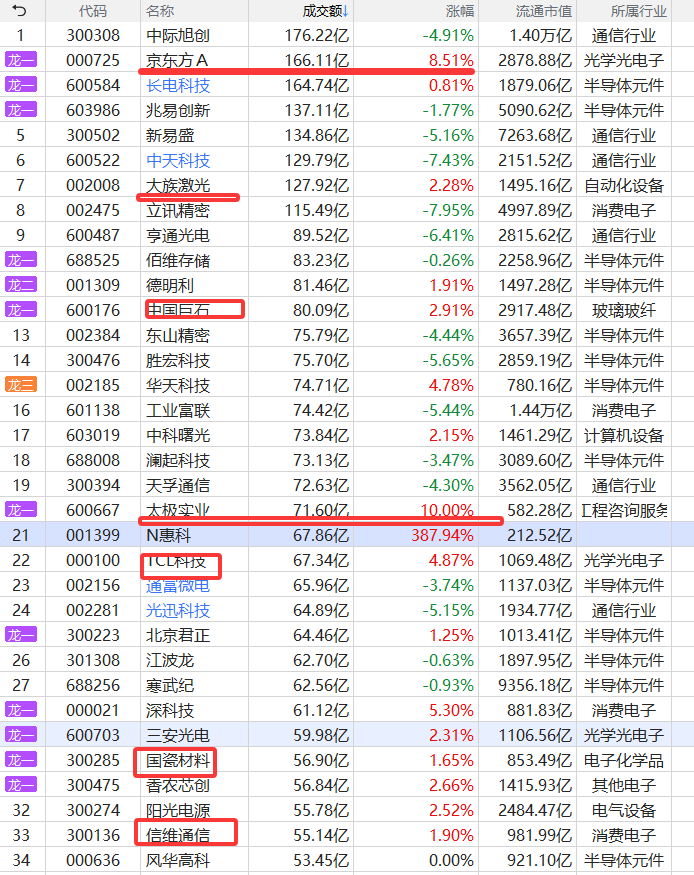 代码 名称 成交额↓ 涨幅 流通市值 所属行业
1 300308 中际旭创 176.22亿 -4.91% 1.40万亿 通信行业
龙一 000725 京东方A 166.11亿 8.51% 2878.88亿 光学光电子
龙一 600584 长电科技 164.74亿 0.81% 1879.06亿 半导体元件
龙一 603986 兆易创新 137.11亿 -1.77% 5090.62亿 半导体元件
5 300502 新易盛 134.86亿 -5.16% 7263.68亿 通信行业
6 600522 中天科技 129.79亿 -7.43% 2151.52亿 通信行业
7 002008 大族激光 127.92亿 2.28% 1495.16亿 自动化设备
8 002475 立讯精密 115.49亿 -7.95% 4997.89亿 消费电子
9 600487 亨通光电 89.52亿 -6.41% 2815.62亿 通信行业
龙一 688525 佰维存储 83.23亿 -0.26% 2258.96亿 半导体元件
龙二 001309 德明利 81.46亿 1.91% 1497.28亿 半导体元件
龙一 600176 中国巨石 80.09亿 2.91% 2917.48亿 玻璃玻纤
13 002384 东山精密 75.79亿 -4.44% 3657.39亿 半导体元件
14 300476 胜宏科技 75.70亿 -5.65% 2859.19亿 半导体元件
龙三 002185 华天科技 74.71亿 4.78% 780.16亿 半导体元件
16 601138 工业富联 74.42亿 -5.44% 1.44万亿 消费电子
17 603019 中科曙光 73.84亿 2.15% 1461.29亿 计算机设备
18 688008 澜起科技 73.13亿 -3.47% 3089.60亿 半导体元件
19 300394 天孚通信 72.63亿 -4.30% 3562.05亿 通信行业
龙一 600667 太极实业 71.60亿 10.00% 582.28亿 工程咨询服务
21 001399 N惠科 67.86亿 387.94% 212.52亿
22 000100 TCL科技 67.34亿 4.87% 1069.48亿 光学光电子
23 002156 通富微电 65.96亿 -3.74% 1137.03亿 半导体元件
24 002281 光迅科技 64.89亿 -5.15% 1934.77亿 通信行业
龙一 300223 北京君正 64.46亿 1.25% 1013.41亿 半导体元件
26 301308 江波龙 62.70亿 -0.63% 1897.95亿 半导体元件
27 688256 寒武纪 62.56亿 -0.93% 9356.18亿 半导体元件
龙一 000021 深科技 61.12亿 5.30% 881.83亿 消费电子
龙一 600703 三安光电 59.98亿 2.31% 1106.56亿 光学光电子
龙一 300285 国瓷材料 56.90亿 1.65% 853.49亿 电子化学品
龙一 300475 香农芯创 56.84亿 2.66% 1415.93亿 其他电子
32 300274 阳光电源 55.78亿 2.52% 2484.47亿 电气设备
33 300136 信维通信 55.14亿 1.90% 981.99亿 消费电子
34 000636 风华高科 53.45亿 0.00% 921.10亿 半导体元件